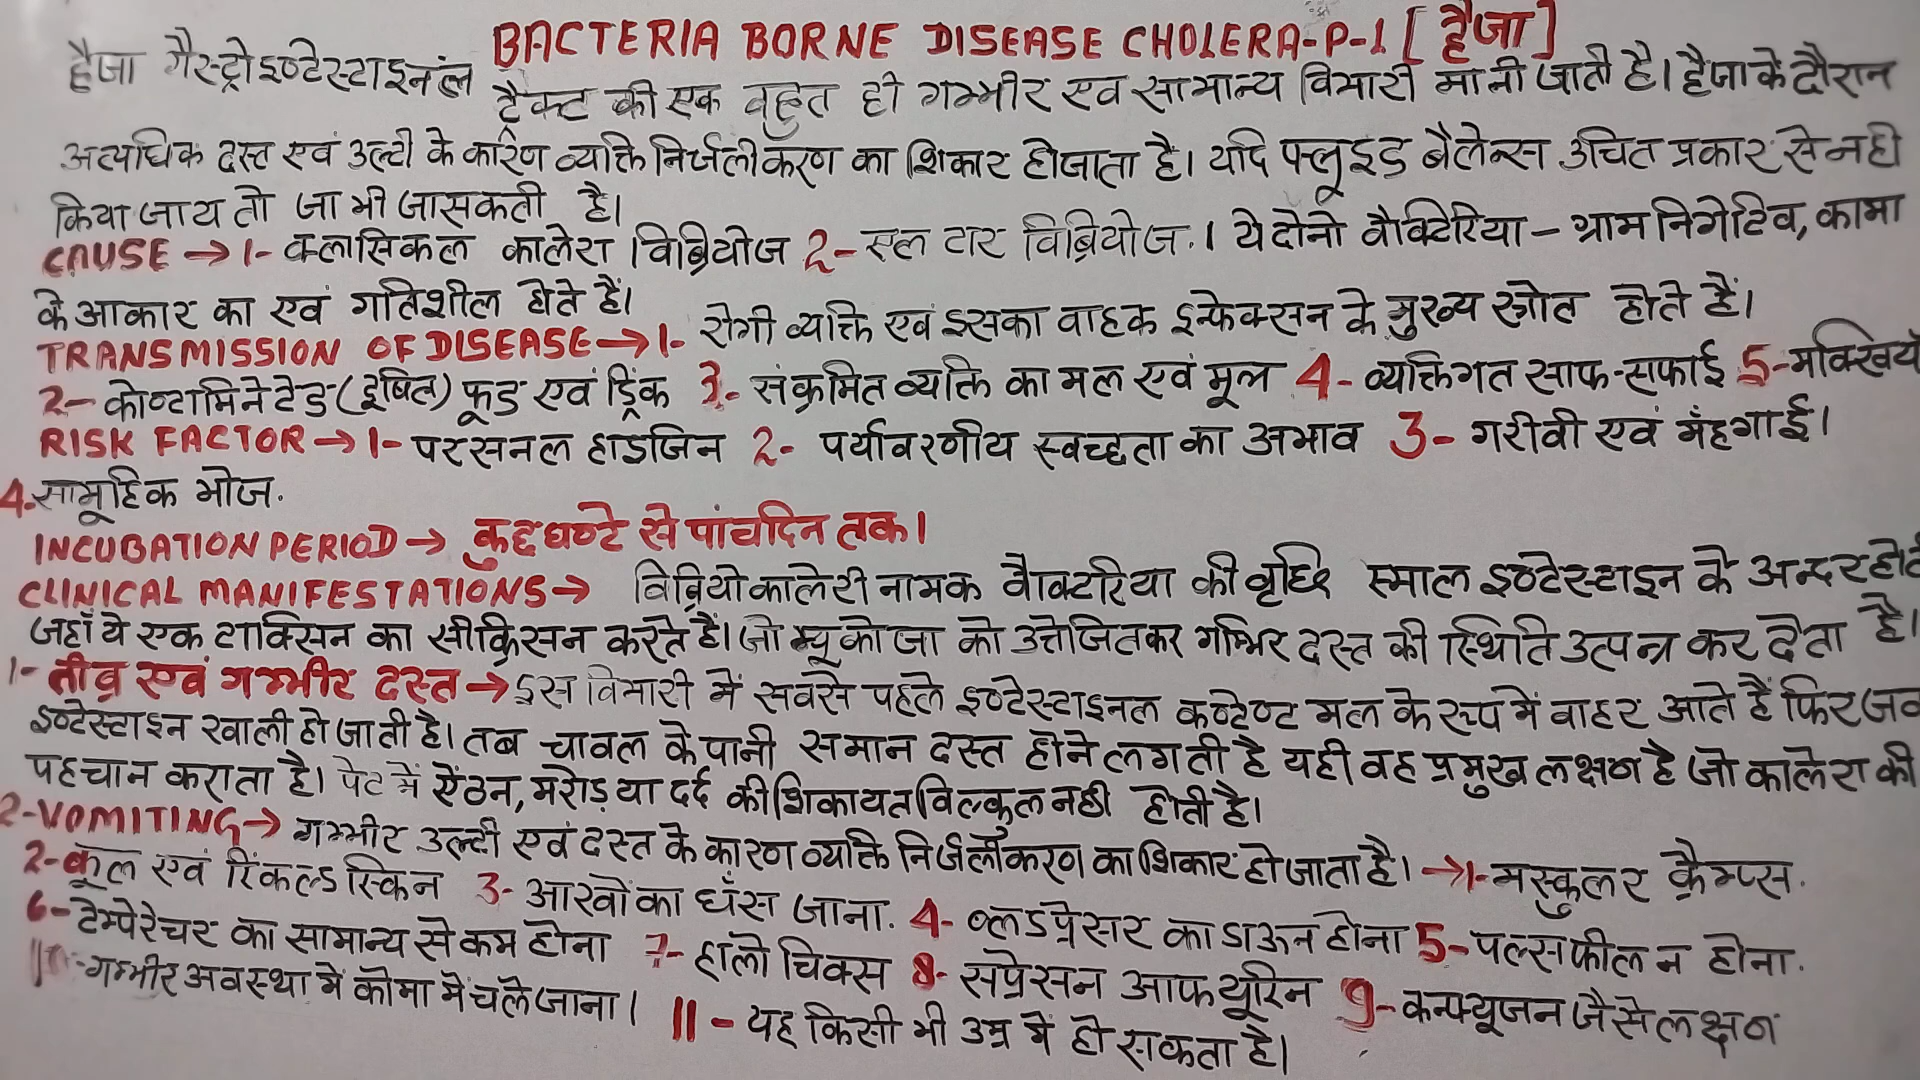 BACTERIA BORNE DISEASE CHOLERA-P-1 [हैजा]
हैजा गैस्ट्रोइण्टेस्टाइनल ट्रैक्ट की एक वहुत ही गम्भीर एव सामान्य विमारी मानी जाती है। हैजा के दौरान
अत्यधिक दस्त एवं उल्टी के कारण व्यक्ति निर्जलीकरण का शिकार होजाता है। यदि फ्लूइड बैलेन्स उचित प्रकार से नही
किया जाय तो जा भी जासकती है।
CAUSE → 1- क्लासिकल कालेरा विब्रियोज 2- एल टार विब्रियोज.। ये दोनो वैक्टिरिया – ग्राम निगेटिव, कामा
के आकार का एवं गतिशील होते हैं।
TRANSMISSION OF DISEASE → 1- रोगी व्यक्ति एवं इसका वाहक इन्फेक्सन के मुख्य स्त्रोत होते हैं।
2- कोण्टामिनेटेड (दूषित) फूड एवं ड्रिंक 3- संक्रमित व्यक्ति का मल एवं मूल 4- व्यक्तिगत साफ-सफाई 5- मक्खियॉ
RISK FACTOR → 1- परसनल हाइजिन 2- पर्यावरणीय स्वच्छता का अभाव 3- गरीवी एवं मँहगाई।
4. सामूहिक भोज.
INCUBATION PERIOD → कुछ घण्टे से पांचदिन तक।
CLINICAL MANIFESTATIONS → विब्रियो कालेरी नामक वैक्टरिया की वृध्दि स्माल इण्टेस्टाइन के अन्दर होते
जहाँ ये एक टाक्सिन का सीक्रिसन करते हैं। जो म्यूकोजा को उत्तेजितकर गम्भिर दस्त की स्थिति उत्पन्न कर देता है।
1- तीव्र एवं गम्भीर दस्त → इस विमारी में सबसे पहले इण्टेस्टाइनल कण्टेण्ट मल के रूप में वाहर आते हैं फिर जव
इण्टेस्टाइन खाली हो जाती है। तब चावल के पानी समान दस्त होने लगती है यही वह प्रमुख लक्षण है जो कालेरा की
पहचान कराता है। पेट में ऐंठन, मरोड़ या दर्द की शिकायत विल्कुल नही होती है।
2-VOMITING → गम्भीर उल्टी एवं दस्त के कारण व्यक्ति निर्जलीकरण का शिकार हो जाता है। →1- मस्कुलर क्रैम्प्स.
2- कूल एवं रिंकल्ड स्किन 3- आखों का धँस जाना. 4- ब्लडप्रेसर का डाऊन होना 5- पल्स फील न होना.
6- टेम्पेरेचर का सामान्य से कम होना 7- हालो चिक्स 8- सप्रेसन आफ यूरिन 9- कन्फ्यूजन जैसे लक्षण
गम्भीर अवस्था में कोमा में चले जाना। 11- यह किसी भी उम्र में हो सकता है।